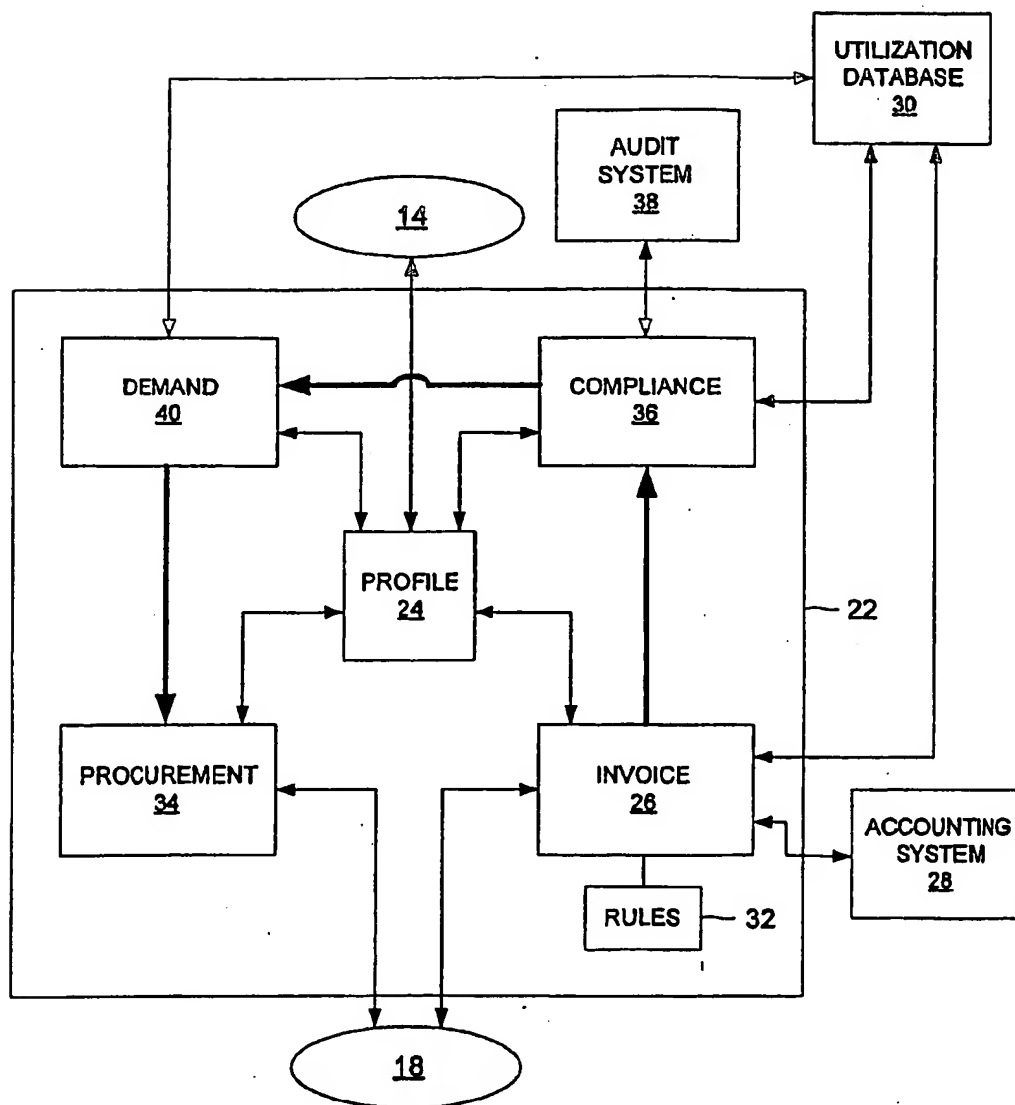 UTILIZATION
DATABASE
30
AUDIT
SYSTEM
38
14
DEMAND
40
COMPLIANCE
36
PROFILE
24
22
PROCUREMENT
34
INVOICE
26
ACCOUNTING
SYSTEM
28
RULES
32
18